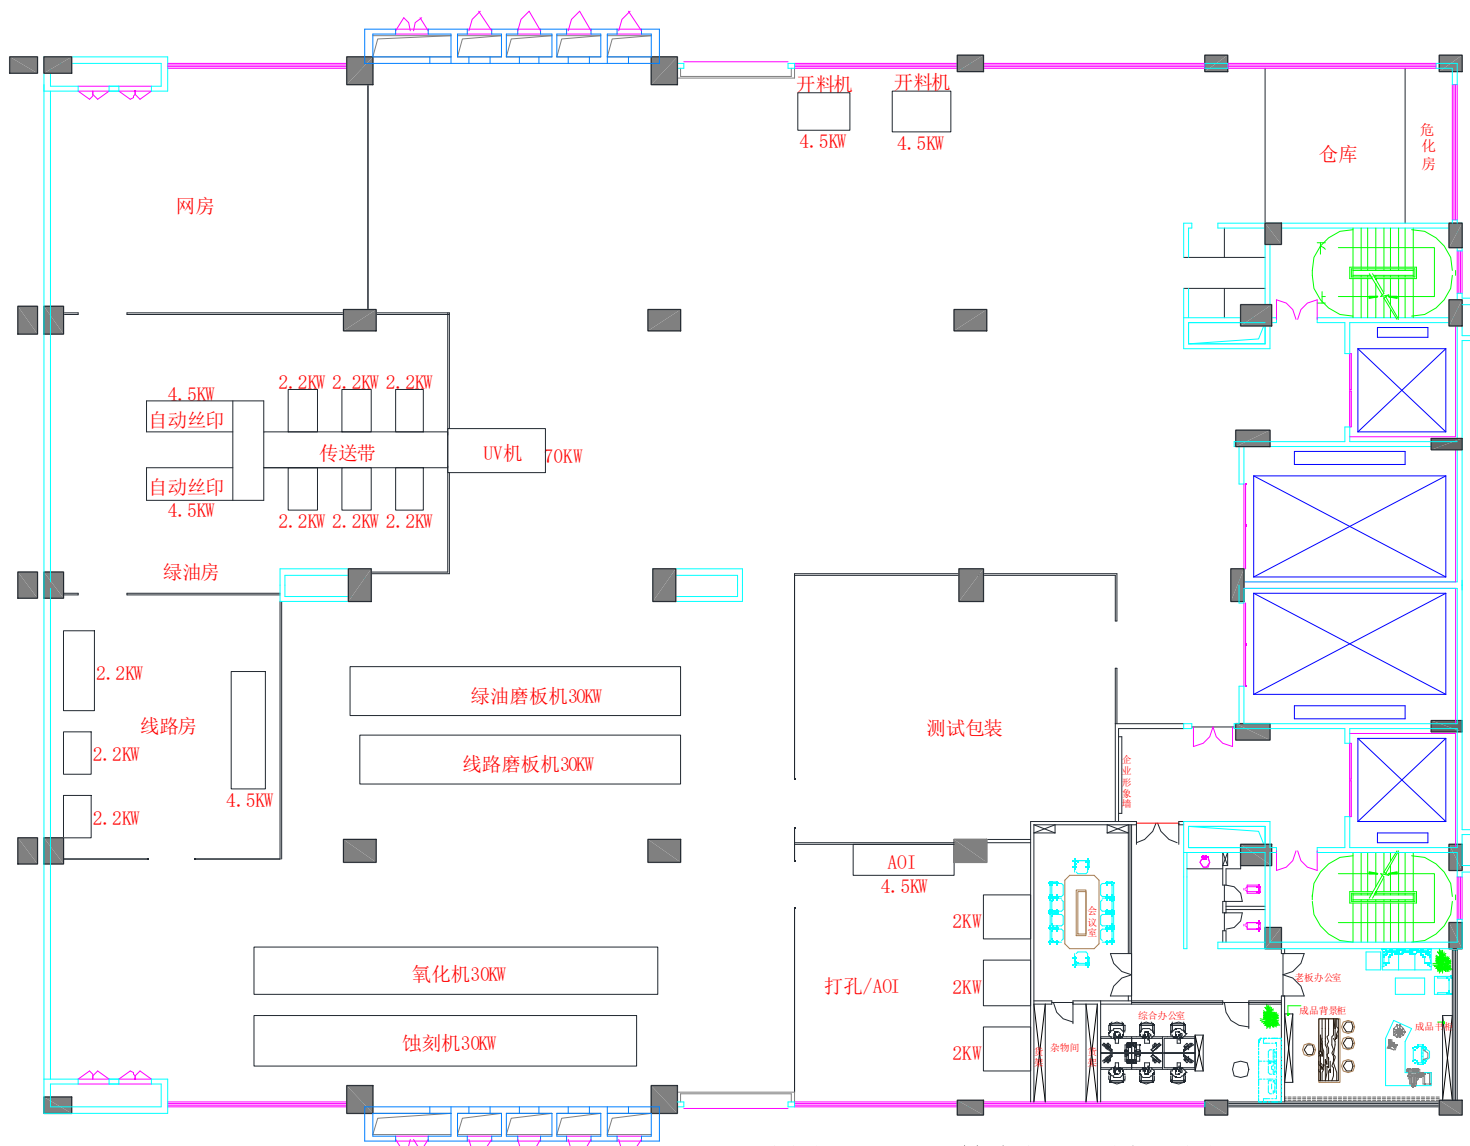 开料机
开料机
4.5KW
4.5KW
仓库
危化房
网房
2.2KW
2.2KW
2.2KW
4.5KW
自动丝印
传送带
UV机
70KW
自动丝印
4.5KW
2.2KW
2.2KW
2.2KW
绿油房
2.2KW
线路房
2.2KW
4.5KW
2.2KW
绿油磨板机30KW
线路磨板机30KW
测试包装
企业形象墙
AOI
4.5KW
会议室
2KW
打孔/AOI
2KW
2KW
氧化机30KW
蚀刻机30KW
老板办公室
成品背景柜
综合办公室
杂物间
下
上